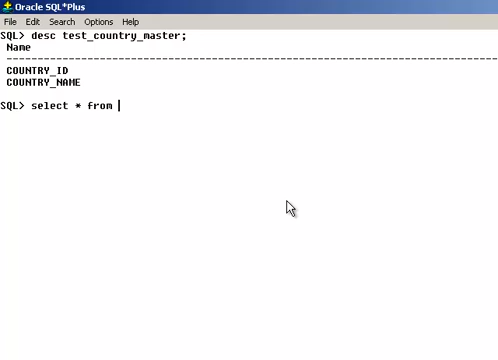 Oracle SQL*Plus
File Edit Search Options Help
SQL> desc test_country_master;
Name
COUNTRY_ID
COUNTRY_NAME
SQL> select * from